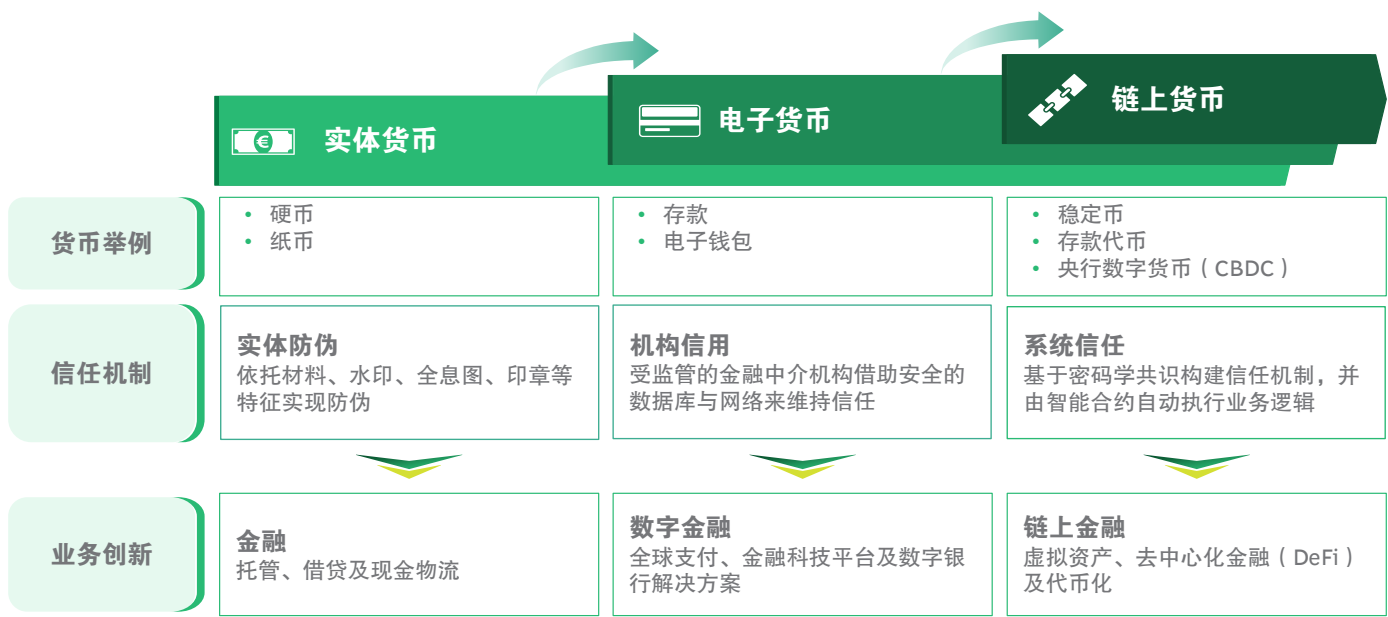 实体货币
电子货币
链上货币
货币举例
• 硬币
• 纸币
• 存款
• 电子钱包
• 稳定币
• 存款代币
• 央行数字货币（CBDC）
信任机制
实体防伪
依托材料、水印、全息图、印章等
特征实现防伪
机构信用
受监管的金融中介机构借助安全的
数据库与网络来维持信任
系统信任
基于密码学共识构建信任机制，并
由智能合约自动执行业务逻辑
业务创新
金融
托管、借贷及现金物流
数字金融
全球支付、金融科技平台及数字银
行解决方案
链上金融
虚拟资产、去中心化金融（DeFi）
及代币化